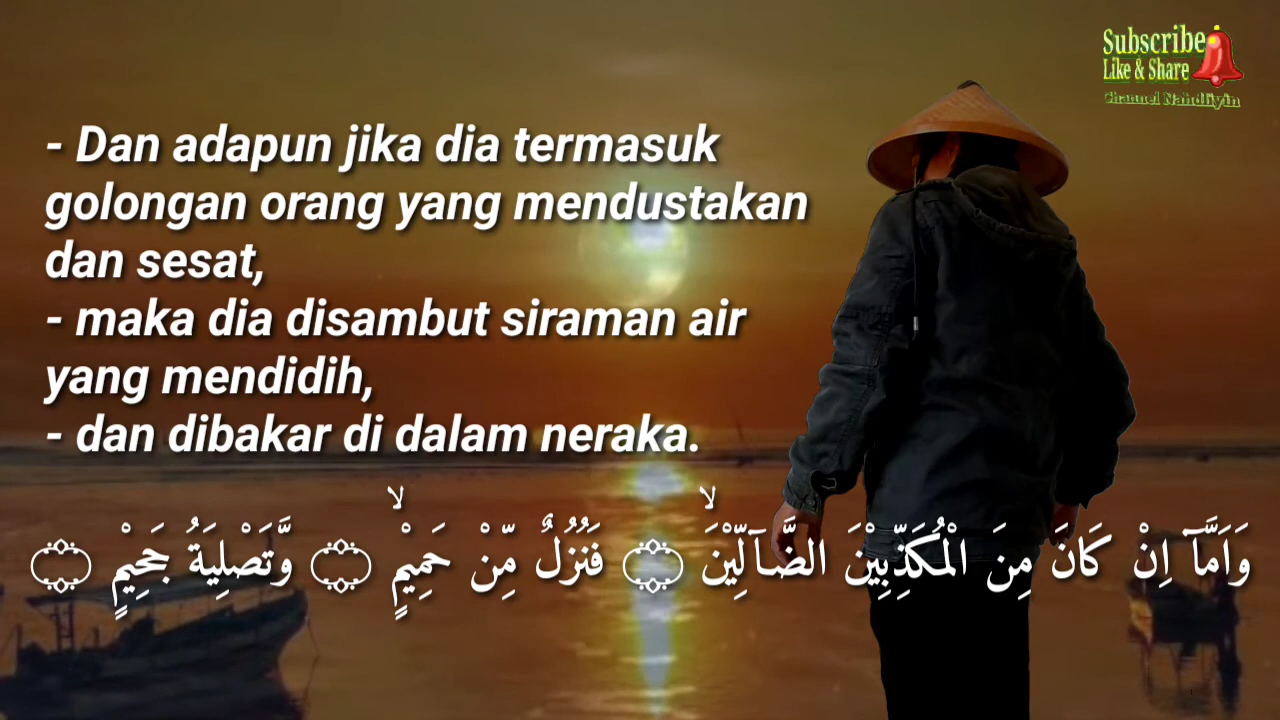 Subscribe
Like & Share
Channel Nahdliyin
- Dan adapun jika dia termasuk
golongan orang yang mendustakan
dan sesat,
- maka dia disambut siraman air
yang mendidih,
- dan dibakar di dalam neraka.
وَاَمَّآ اِنْ كَانَ مِنَ الْمُكَذِّبِيْنَ الضَّاۤلِّيْنَۙ ۝ فَنُزُلٌ مِّنْ حَمِيْمٍۙ ۝ وَّتَصْلِيَةُ جَحِيْمٍ ۝